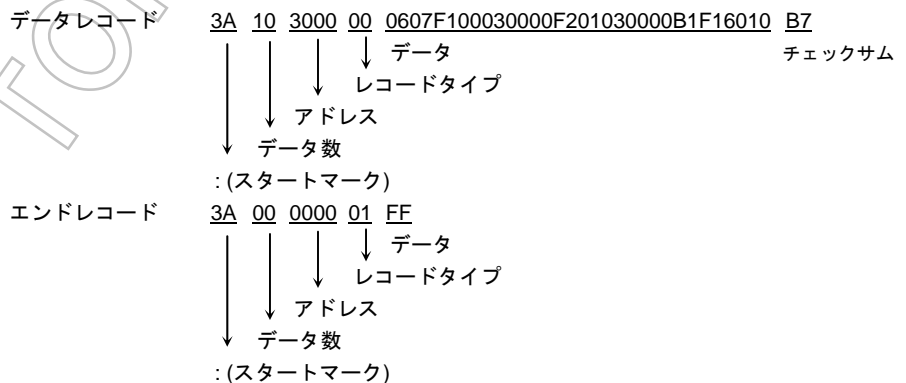 データレコード 3A 10 3000 00 0607F100030000F201030000B1F16010 B7
データ チェックサム
レコードタイプ
アドレス
データ数
: (スタートマーク)
エンドレコード 3A 00 0000 01 FF
データ
レコードタイプ
アドレス
データ数
: (スタートマーク)